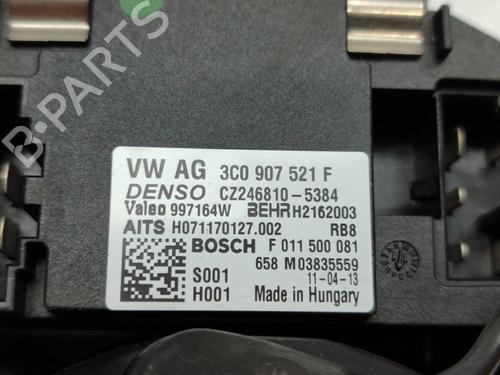 VW AG 3C0 907 521 F
DENSO CZ246810-5384
Valeo 997164W BEHR H2162003
AITS H071170127.002 RB8
BOSCH F 011 500 081
658 M03835559
S001 11-04-13
H001 Made in Hungary
B-PARTS